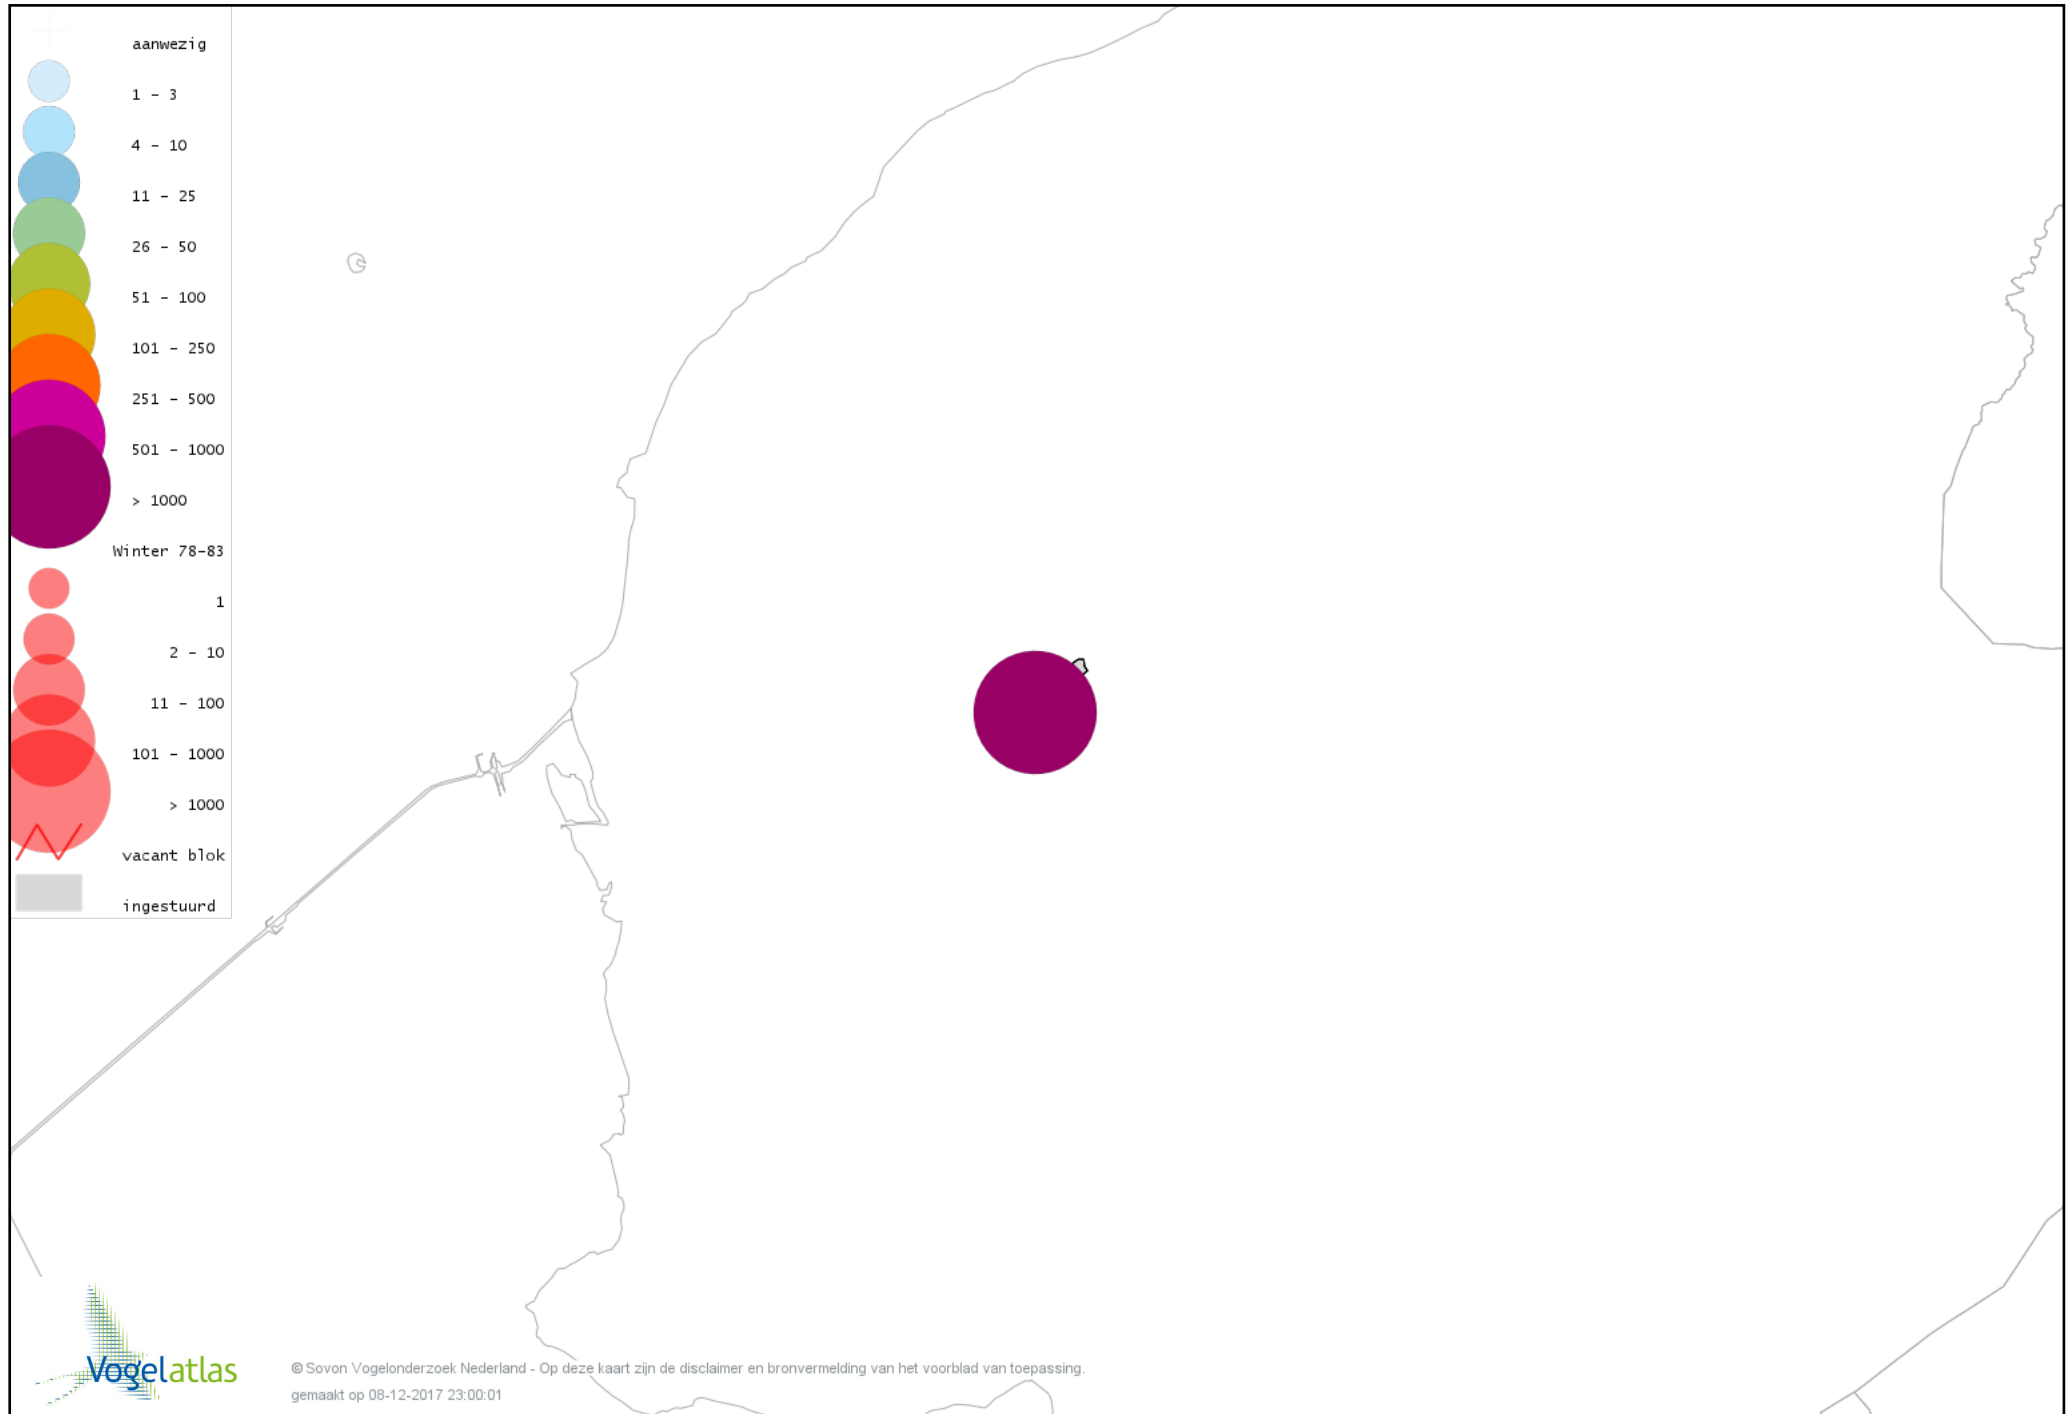 aanwezig
1 - 3
4 - 10
11 - 25
26 - 50
51 - 100
101 - 250
251 - 500
501 - 1000
> 1000
Winter 78-83
1
2 - 10
11 - 100
101 - 1000
> 1000
vacant blok
ingestuurd
Vogelatlas
© Sovon Vogelonderzoek Nederland - Op deze kaart zijn de disclaimer en bronvermelding van het voorblad van toepassing.
gemaakt op 08-12-2017 23:00:01